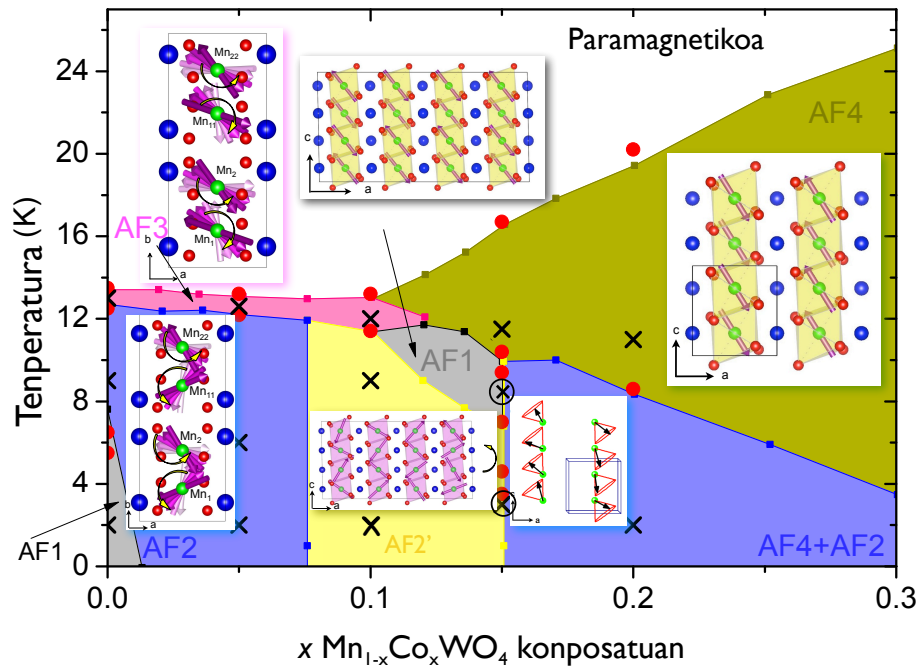 Paramagnetikoa
24
20
16
12
8
4
0
Tenperatura (K)
0.0
0.1
0.2
0.3
x Mn1-xCoxWO4 konposatuan
AF3
AF4
AF1
AF1
AF2
AF2'
AF4+AF2
Mn22
Mn11
Mn2
Mn1
b
a
c
a
c
a
Mn22
Mn11
Mn2
Mn1
b
a
c
a
a